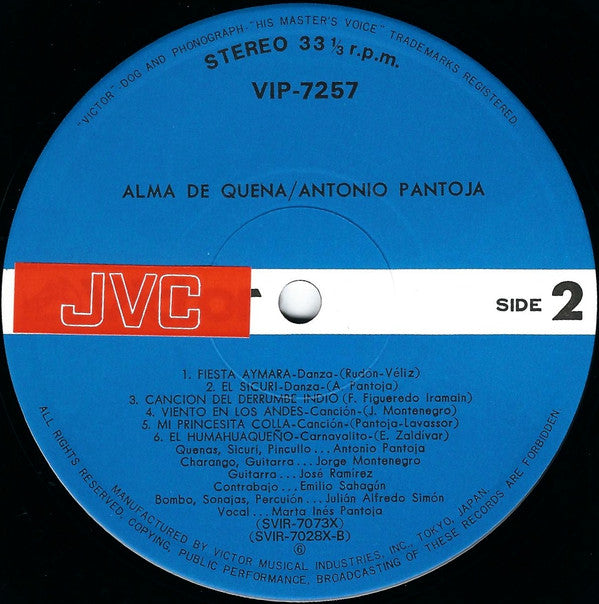 "VICTOR"-DOG AND PHONOGRAPH-"HIS MASTER'S VOICE" TRADEMARKS REGISTERED.
STEREO 33 1/3 r.p.m.
VIP-7257
ALMA DE QUENA/ANTONIO PANTOJA
JVC
SIDE 2
1. FIESTA AYMARA-Danza-(Rudon-Véliz)
2. EL SICURI-Danza-(A. Pantoja)
3. CANCION DEL DERRUMBE INDIO (F. Figueredo Iramain)
4. VIENTO EN LOS ANDES-Canción-(J. Montenegro)
5. MI PRINCESITA COLLA-Canción-(Pantoja-Lavassor)
6. EL HUMAHUAQUEÑO-Carnavalito-(E. Zaldivar)
Quenas, Sicuri, Pincullo... Antonio Pantoja
Charango, Guitarra... Jorge Montenegro
Guitarra... José Ramirez
Contrabajo... Emilio Sahagún
Bombo, Sonajas, Percuión... Julián Alfredo Simón
Vocal... Marta Inés Pantoja
(SVIR-7073X)
(SVIR-7028X-B)
⑥
MANUFACTURED BY VICTOR MUSICAL INDUSTRIES, INC., TOKYO, JAPAN.
ALL RIGHTS RESERVED, COPYING, PUBLIC PERFORMANCE, BROADCASTING OF THESE RECORDS ARE FORBIDDEN